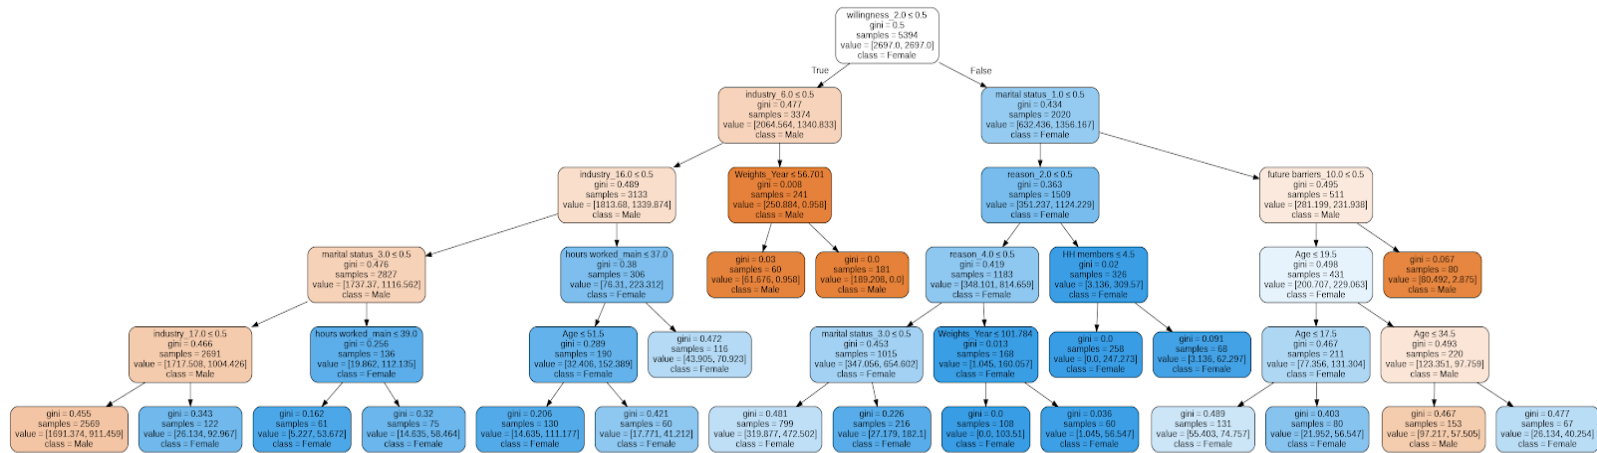 willingness_2.0 ≤ 0.5
gini = 0.5
samples = 5394
value = [2697.0, 2697.0]
class = Female
True
False
industry_6.0 ≤ 0.5
gini = 0.477
samples = 3374
value = [2064.564, 1340.833]
class = Male
marital status_1.0 ≤ 0.5
gini = 0.434
samples = 2020
value = [632.436, 1356.167]
class = Female
industry_16.0 ≤ 0.5
gini = 0.489
samples = 3133
value = [1813.68, 1339.874]
class = Male
Weights_Year ≤ 56.701
gini = 0.008
samples = 241
value = [250.884, 0.958]
class = Male
reason_2.0 ≤ 0.5
gini = 0.363
samples = 1509
value = [351.237, 1124.229]
class = Female
future barriers_10.0 ≤ 0.5
gini = 0.495
samples = 511
value = [281.199, 231.938]
class = Male
marital status_3.0 ≤ 0.5
gini = 0.476
samples = 2827
value = [1737.37, 1116.562]
class = Male
hours worked_main ≤ 37.0
gini = 0.38
samples = 306
value = [76.31, 223.312]
class = Female
gini = 0.03
samples = 60
value = [61.676, 0.958]
class = Male
gini = 0.0
samples = 181
value = [189.208, 0.0]
class = Male
reason_4.0 ≤ 0.5
gini = 0.419
samples = 1183
value = [348.101, 814.659]
class = Female
HH members ≤ 4.5
gini = 0.02
samples = 326
value = [3.136, 309.57]
class = Female
Age ≤ 19.5
gini = 0.498
samples = 431
value = [200.707, 229.063]
class = Female
gini = 0.067
samples = 80
value = [80.492, 2.875]
class = Male
industry_17.0 ≤ 0.5
gini = 0.466
samples = 2691
value = [1717.508, 1004.426]
class = Male
hours worked_main ≤ 39.0
gini = 0.256
samples = 136
value = [19.862, 112.135]
class = Female
Age ≤ 51.5
gini = 0.289
samples = 190
value = [32.406, 152.389]
class = Female
gini = 0.472
samples = 116
value = [43.905, 70.923]
class = Female
marital status_3.0 ≤ 0.5
gini = 0.453
samples = 1015
value = [347.056, 654.602]
class = Female
Weights_Year ≤ 101.784
gini = 0.013
samples = 168
value = [1.045, 160.057]
class = Female
gini = 0.0
samples = 258
value = [0.0, 247.273]
class = Female
gini = 0.091
samples = 68
value = [3.136, 62.297]
class = Female
Age ≤ 17.5
gini = 0.467
samples = 211
value = [77.356, 131.304]
class = Female
Age ≤ 34.5
gini = 0.493
samples = 220
value = [123.351, 97.759]
class = Male
gini = 0.455
samples = 2569
value = [1691.374, 911.459]
class = Male
gini = 0.343
samples = 122
value = [26.134, 92.967]
class = Female
gini = 0.162
samples = 61
value = [5.227, 53.672]
class = Female
gini = 0.32
samples = 75
value = [14.635, 58.464]
class = Female
gini = 0.206
samples = 130
value = [14.635, 111.177]
class = Female
gini = 0.421
samples = 60
value = [17.771, 41.212]
class = Female
gini = 0.481
samples = 799
value = [319.877, 472.502]
class = Female
gini = 0.226
samples = 216
value = [27.179, 182.1]
class = Female
gini = 0.0
samples = 108
value = [0.0, 103.51]
class = Female
gini = 0.036
samples = 60
value = [1.045, 56.547]
class = Female
gini = 0.489
samples = 131
value = [55.403, 74.757]
class = Female
gini = 0.403
samples = 80
value = [21.952, 56.547]
class = Female
gini = 0.467
samples = 153
value = [97.217, 57.505]
class = Male
gini = 0.477
samples = 67
value = [26.134, 40.254]
class = Female